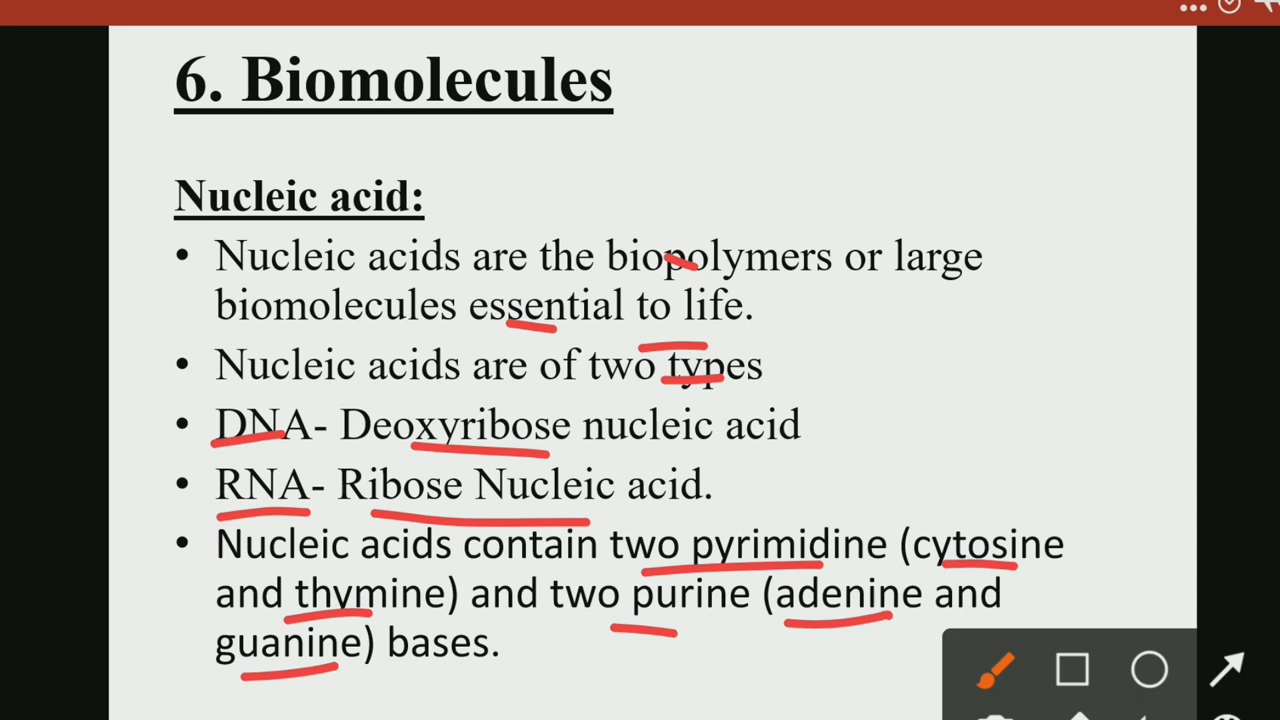 6. Biomolecules
Nucleic acid:
• Nucleic acids are the biopolymers or large
biomolecules essential to life.
• Nucleic acids are of two types
• DNA- Deoxyribose nucleic acid
• RNA- Ribose Nucleic acid.
• Nucleic acids contain two pyrimidine (cytosine
and thymine) and two purine (adenine and
guanine) bases.